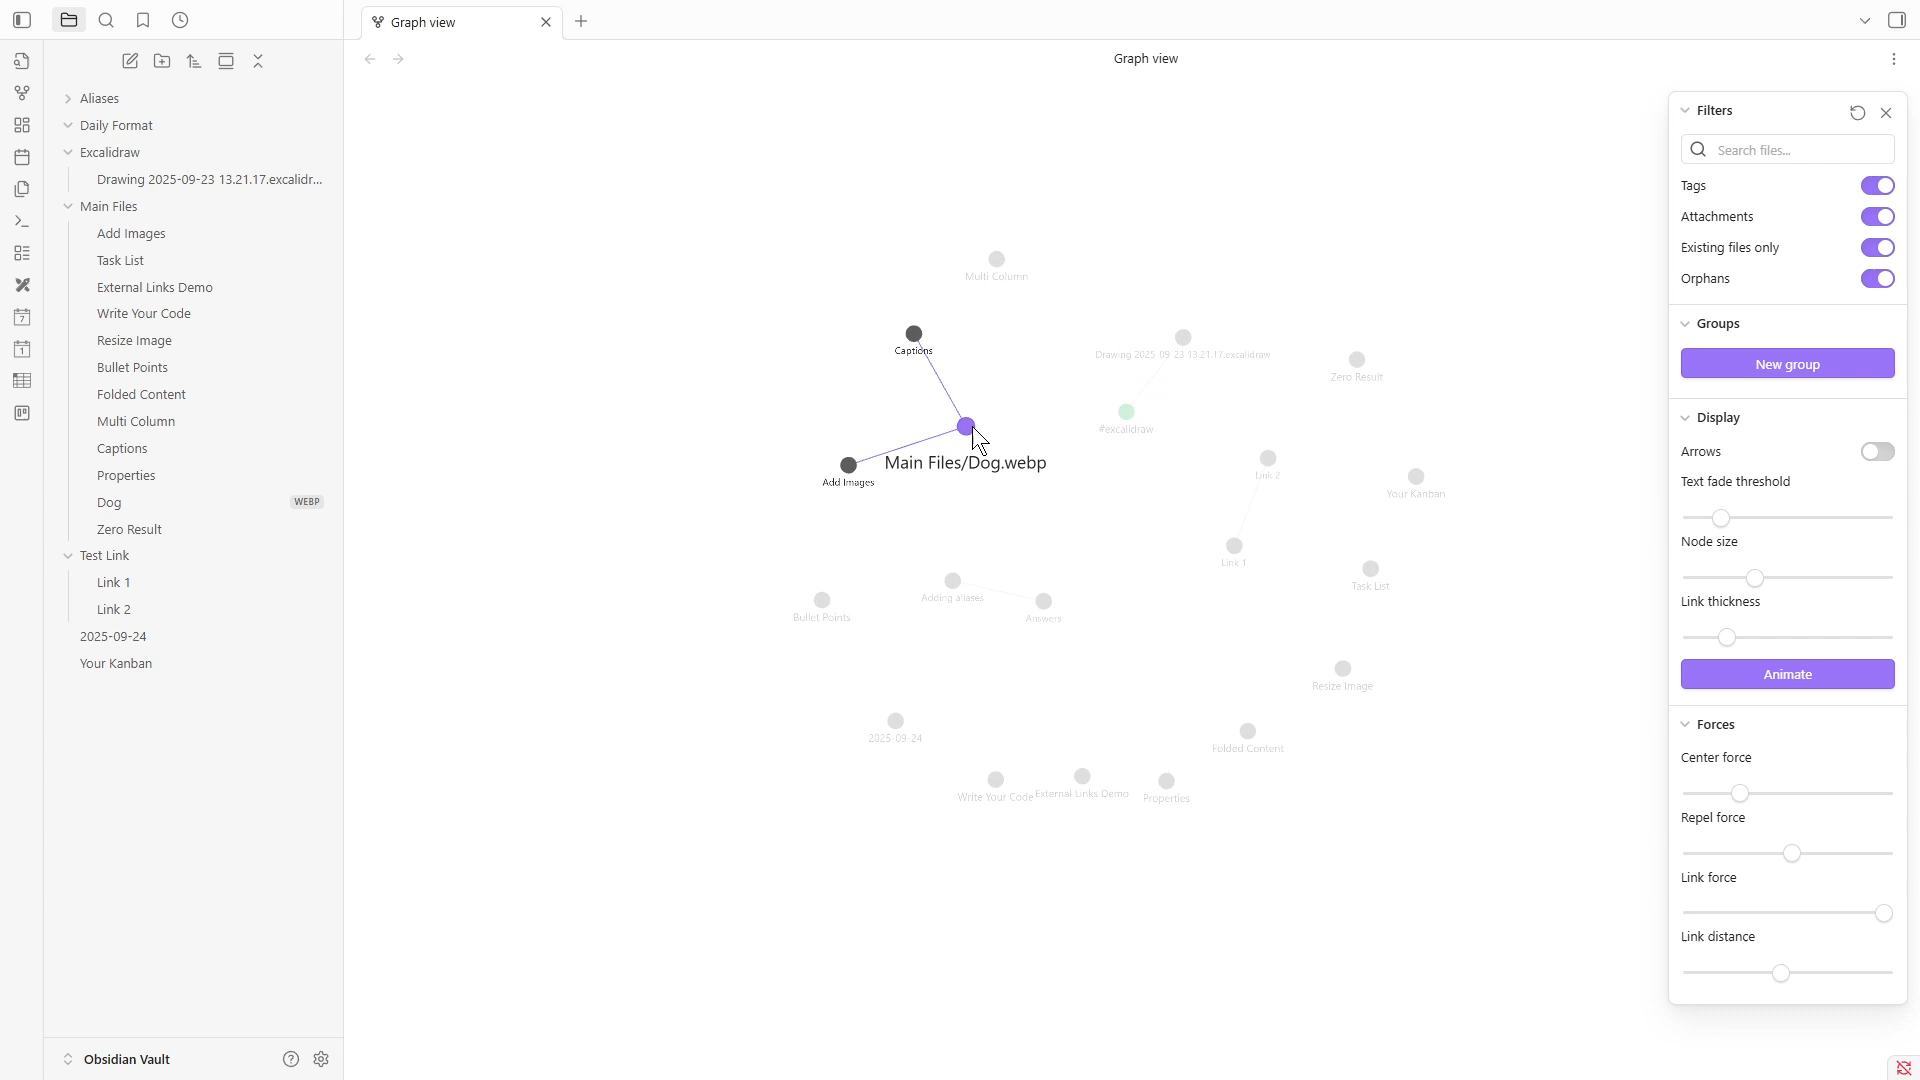 Graph view
Graph view
Aliases
Daily Format
Excalidraw
Drawing 2025-09-23 13.21.17.excalidr...
Main Files
Add Images
Task List
External Links Demo
Write Your Code
Resize Image
Bullet Points
Folded Content
Multi Column
Captions
Properties
Dog WEBP
Zero Result
Test Link
Link 1
Link 2
2025-09-24
Your Kanban
Obsidian Vault
7
1
Multi Column
Captions
Drawing 2025-09-23 13.21.17.excalidraw
Zero Result
#excalidraw
Main Files/Dog.webp
Add Images
Link 2
Your Kanban
Link 1
Task List
Adding aliases
Bullet Points
Answers
Resize Image
2025-09-24
Folded Content
Write Your Code
External Links Demo
Properties
Filters
Search files...
Tags
Attachments
Existing files only
Orphans
Groups
New group
Display
Arrows
Text fade threshold
Node size
Link thickness
Animate
Forces
Center force
Repel force
Link force
Link distance